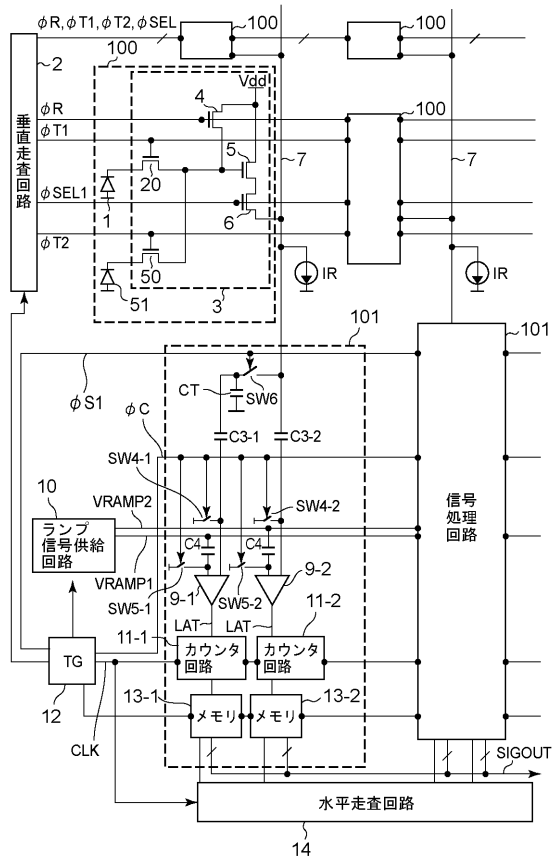 φR, φT1, φT2, φSEL
100
100
2
100
垂直走査回路
φR
φT1
φSEL1
φT2
Vdd
4
5
6
20
1
50
51
3
7
7
100
IR
IR
101
101
φS1
CT
SW6
φC
C3-1
C3-2
SW4-1
SW4-2
10
VRAMP2
ランプ
信号供給
回路
VRAMP1
C4
C4
SW5-1
SW5-2
9-1
9-2
LAT
LAT
信号
処理
回路
11-1
11-2
カウンタ
回路
カウンタ
回路
TG
12
CLK
13-1
13-2
メモリ
メモリ
SIGOUT
水平走査回路
14